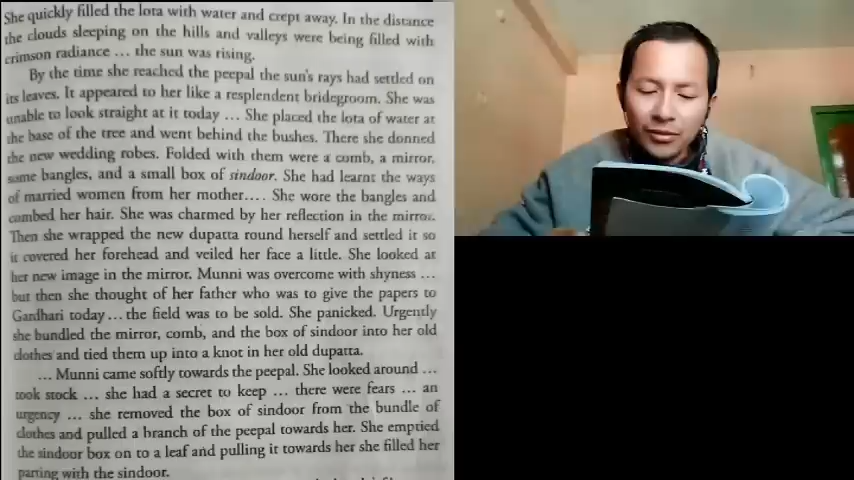 She quickly filled the lota with water and crept away. In the distance
the clouds sleeping on the hills and valleys were being filled with
crimson radiance ... the sun was rising.
By the time she reached the peepal the sun's rays had settled on
its leaves. It appeared to her like a resplendent bridegroom. She was
unable to look straight at it today ... She placed the lota of water at
the base of the tree and went behind the bushes. There she donned
the new wedding robes. Folded with them were a comb, a mirror,
some bangles, and a small box of sindoor. She had learnt the ways
of married women from her mother.... She wore the bangles and
combed her hair. She was charmed by her reflection in the mirror.
Then she wrapped the new dupatta round herself and settled it so
it covered her forehead and veiled her face a little. She looked at
her new image in the mirror. Munni was overcome with shyness ...
but then she thought of her father who was to give the papers to
Gardhari today... the field was to be sold. She panicked. Urgently
she bundled the mirror, comb, and the box of sindoor into her old
clothes and tied them up into a knot in her old dupatta.
... Munni came softly towards the peepal. She looked around ...
took stock ... she had a secret to keep ... there were fears ... an
urgency ... she removed the box of sindoor from the bundle of
clothes and pulled a branch of the peepal towards her. She emptied
the sindoor box on to a leaf and pulling it towards her she filled her
parting with the sindoor.